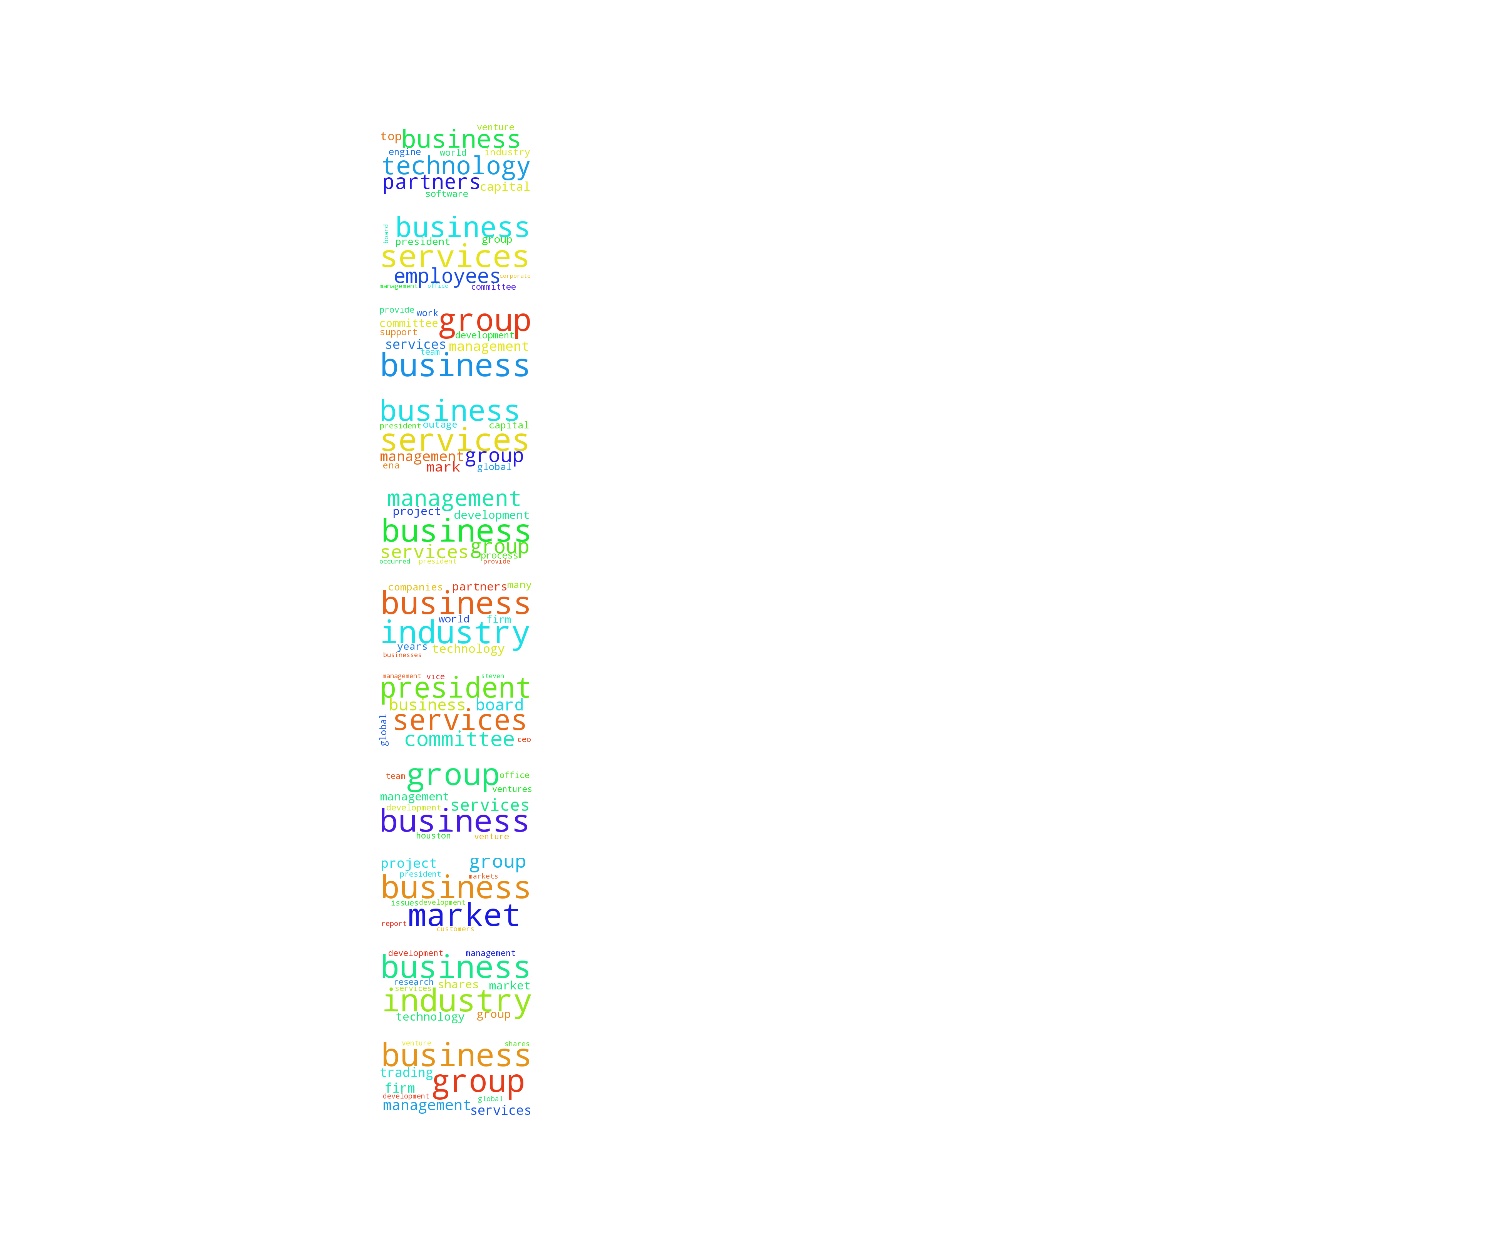 venture
top business
engine world industry
technology
partners capital
software
business
board
president group
services
employees corporate
management office committee
provide work
group
committee
support development
services management
team
business
business
president outage capital
services
management group
ena mark global
management
project development
business
services group
process
occurred president provide
companies partners many
business
world firm
industry
years technology
businesses
management vice steven
president
business board
global services
committee ceo
team group office
ventures
management
development services
business
houston venture
project group
president markets
business
issues development
market
report
customers
development management
business
research shares market
services
industry
technology group
venture shares
business
trading
group
firm
development global
management services